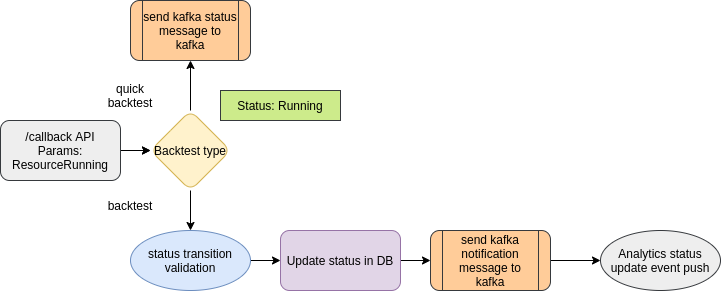 send kafka status
message to
kafka
quick
backtest
Status: Running
/callback API
Params:
ResourceRunning
Backtest type
backtest
status transition
validation
Update status in DB
send kafka
notification
message to
kafka
Analytics status
update event push